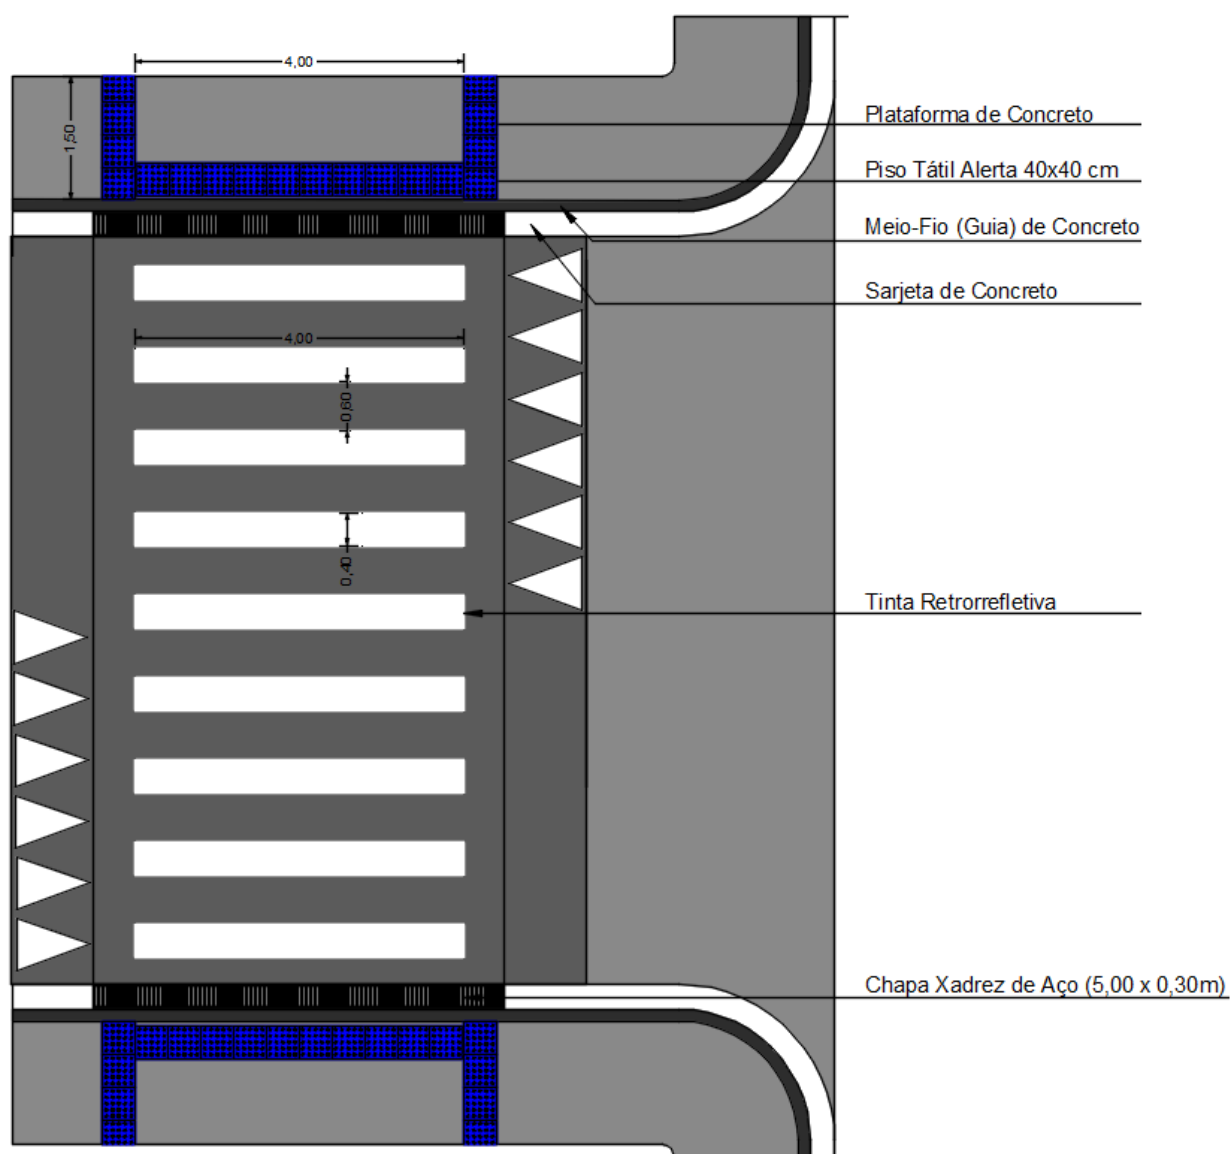 4,00
1,50
Plataforma de Concreto
Piso Tátil Alerta 40x40 cm
Meio-Fio (Guia) de Concreto
Sarjeta de Concreto
4,00
0,60
0,40
Tinta Retrorrefletiva
Chapa Xadrez de Aço (5,00 x 0,30m)